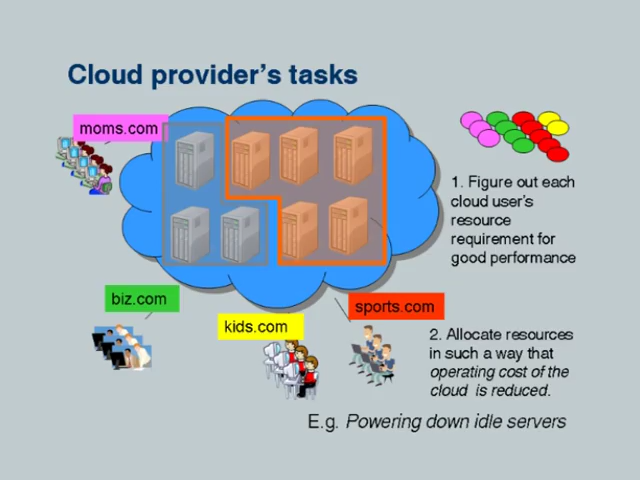 Cloud provider's tasks
moms.com
1. Figure out each
cloud user's
resource
requirement for
good performance
biz.com
kids.com
sports.com
2. Allocate resources
in such a way that
operating cost of the
cloud is reduced.
E.g. Powering down idle servers